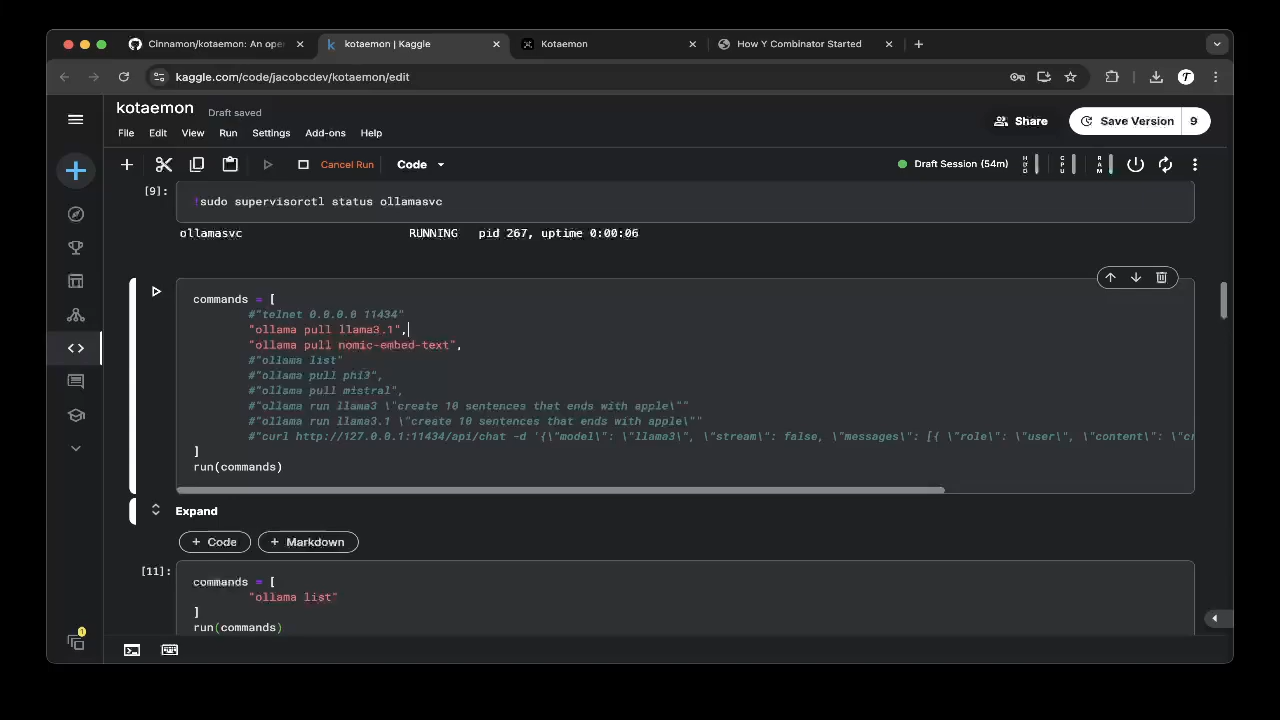 Cinnamon/kotaemon: An ope
kotaemon | Kaggle
Kotaemon
How Y Combinator Started
kaggle.com/code/jacobcdev/kotaemon/edit
kotaemon
Draft saved
File Edit View Run Settings Add-ons Help
Share
Save Version 9
Cancel Run
Code
Draft Session (54m)
HDD
CPU
RAM
[9]:
!sudo supervisorctl status ollamasvc
ollamasvc RUNNING pid 267, uptime 0:00:06
commands = [
#"telnet 0.0.0.0 11434"
"ollama pull llama3.1",
"ollama pull nomic-embed-text",
#"ollama list"
#"ollama pull phi3",
#"ollama pull mistral",
#"ollama run llama3 \"create 10 sentences that ends with apple\""
#"ollama run llama3.1 \"create 10 sentences that ends with apple\""
#"curl http://127.0.0.1:11434/api/chat -d '{\"model\": \"llama3\", \"stream\": false, \"messages\": [{ \"role\": \"user\", \"content\": \"cr
]
run(commands)
Expand
+ Code
+ Markdown
[11]:
commands = [
"ollama list"
]
run(commands)
1